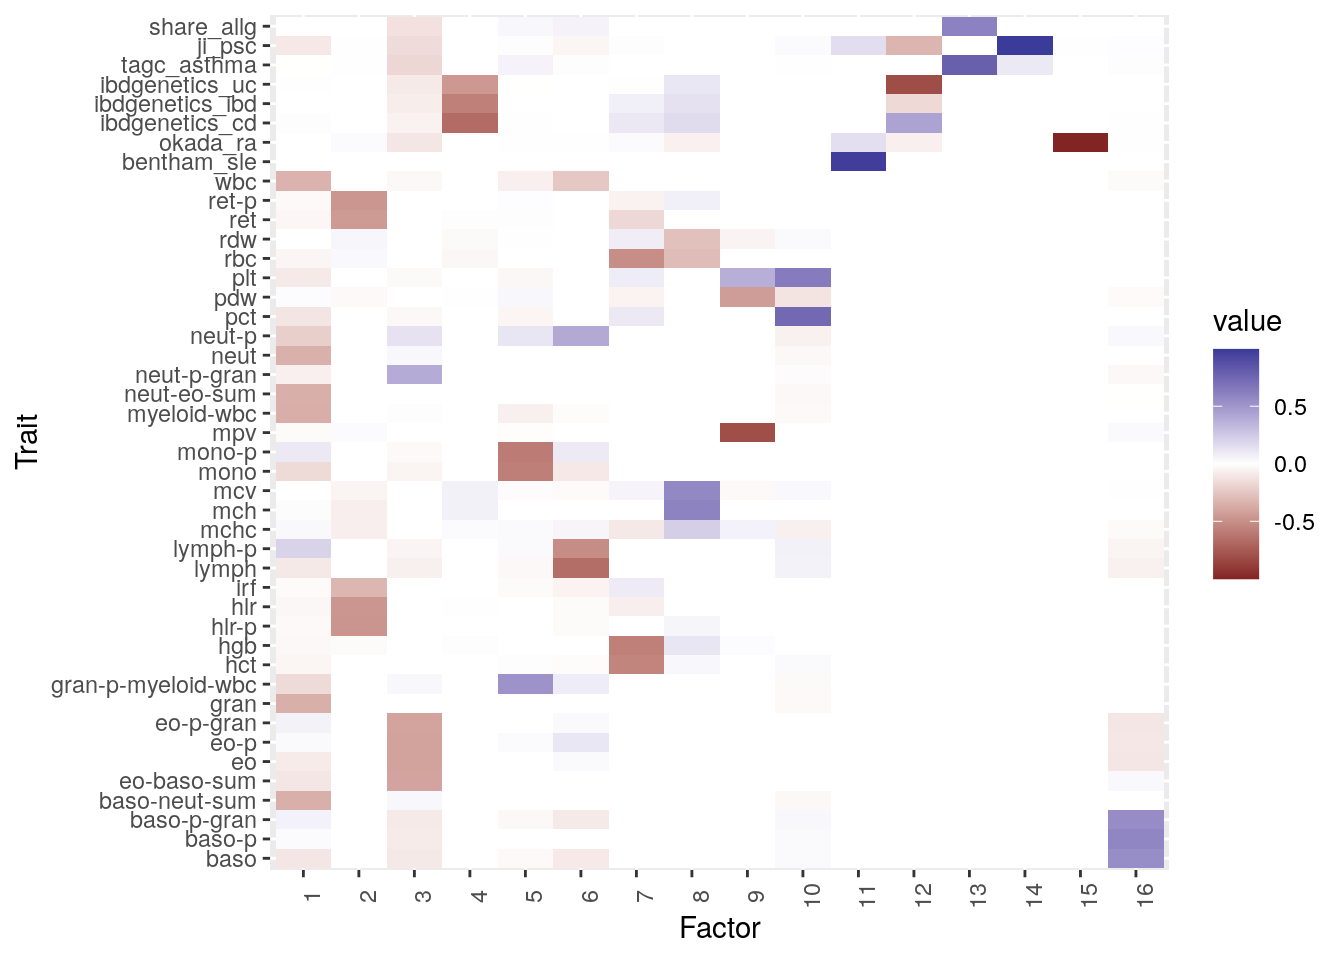 share_allg
ji_psc
tagc_asthma
ibdgenetics_uc
ibdgenetics_ibd
ibdgenetics_cd
okada_ra
bentham_sle
wbc
ret-p
ret
rdw
rbc
plt
pdw
pct
neut-p
neut
neut-p-gran
neut-eo-sum
myeloid-wbc
mpv
mono-p
mono
mcv
mch
mchc
lymph-p
lymph
irf
hlr
hlr-p
hgb
hct
gran-p-myeloid-wbc
gran
eo-p-gran
eo-p
eo
eo-baso-sum
baso-neut-sum
baso-p-gran
baso-p
baso
Trait
1 2 3 4 5 6 7 8 9 10 11 12 13 14 15 16
Factor
value
0.5
0.0
-0.5